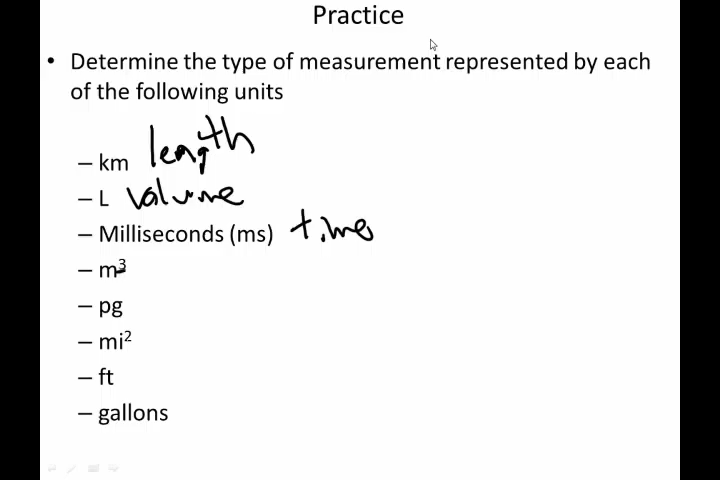 Practice
• Determine the type of measurement represented by each
of the following units
– km length
– L volume
– Milliseconds (ms) time
– m³
– pg
– mi²
– ft
– gallons